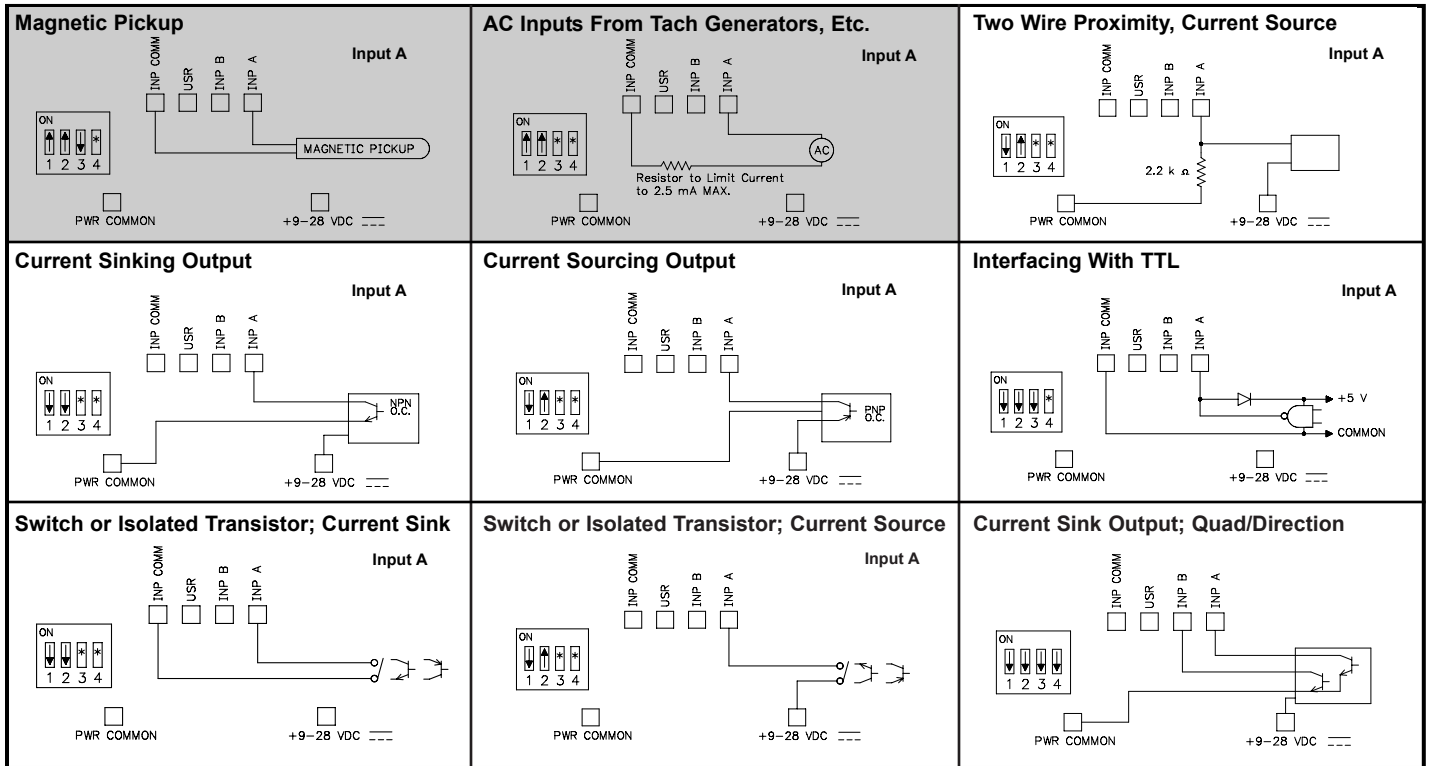 Magnetic Pickup
Input A
INP COMM
USR
INP B
INP A
ON
* 
1 2 3 4
MAGNETIC PICKUP
PWR COMMON
+9-28 VDC
AC Inputs From Tach Generators, Etc.
Input A
INP COMM
USR
INP B
INP A
ON
* *
1 2 3 4
AC
Resistor to Limit Current
to 2.5 mA MAX.
PWR COMMON
+9-28 VDC
Two Wire Proximity, Current Source
Input A
INP COMM
USR
INP B
INP A
ON
* *
1 2 3 4
2.2 k Ω
PWR COMMON
+9-28 VDC
Current Sinking Output
Input A
INP COMM
USR
INP B
INP A
ON
* *
1 2 3 4
NPN
O.C.
PWR COMMON
+9-28 VDC
Current Sourcing Output
Input A
INP COMM
USR
INP B
INP A
ON
* *
1 2 3 4
PNP
O.C.
PWR COMMON
+9-28 VDC
Interfacing With TTL
Input A
INP COMM
USR
INP B
INP A
ON
*
1 2 3 4
+5 V
COMMON
PWR COMMON
+9-28 VDC
Switch or Isolated Transistor; Current Sink
Input A
INP COMM
USR
INP B
INP A
ON
* *
1 2 3 4
PWR COMMON
+9-28 VDC
Switch or Isolated Transistor; Current Source
Input A
INP COMM
USR
INP B
INP A
ON
* *
1 2 3 4
PWR COMMON
+9-28 VDC
Current Sink Output; Quad/Direction
INP COMM
USR
INP B
INP A
ON
1 2 3 4
PWR COMMON
+9-28 VDC